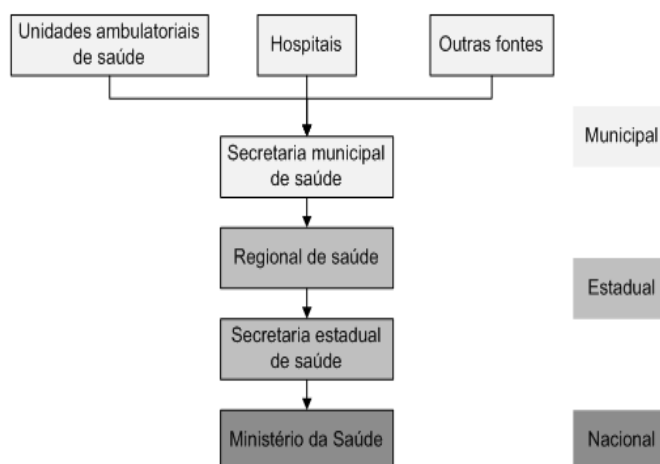 Unidades ambulatoriais
de saúde
Hospitais
Outras fontes
Municipal
Secretaria municipal
de saúde
Regional de saúde
Estadual
Secretaria estadual
de saúde
Ministério da Saúde
Nacional